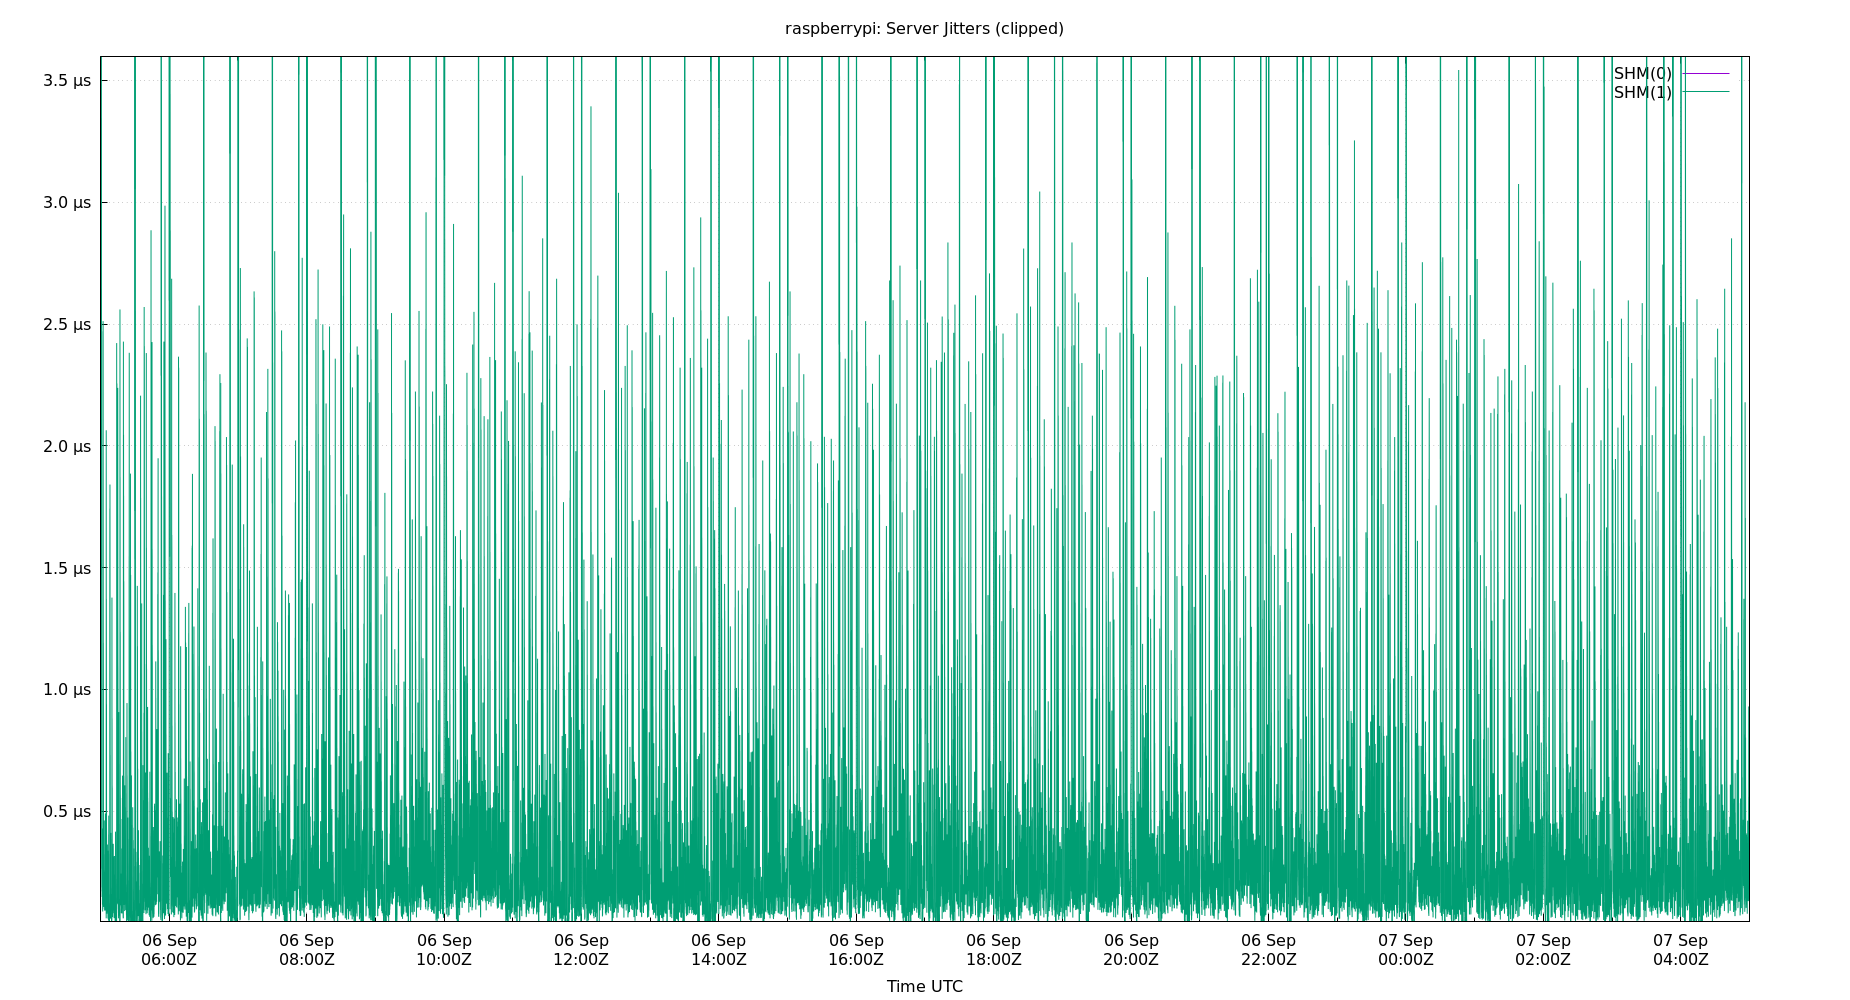 raspberrypi: Server Jitters (clipped)
SHM(0)
SHM(1)
3.5 µs
3.0 µs
2.5 µs
2.0 µs
1.5 µs
1.0 µs
0.5 µs
06 Sep 06 Sep 06 Sep 06 Sep 06 Sep 06 Sep 06 Sep 06 Sep 06 Sep 07 Sep 07 Sep 07 Sep
06:00Z 08:00Z 10:00Z 12:00Z 14:00Z 16:00Z 18:00Z 20:00Z 22:00Z 00:00Z 02:00Z 04:00Z
Time UTC